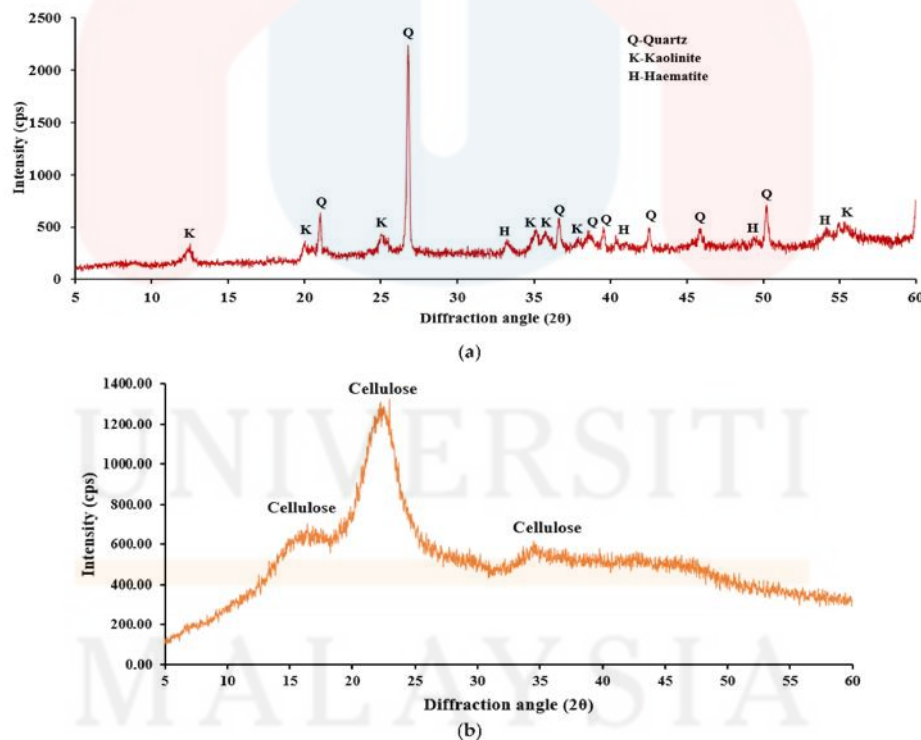 2500
2000
1500
1000
500
0
Intensity (cps)
Q
Q-Quartz
K-Kaolinite
H-Haematite
K
K
Q
K
H
K
K
Q
K
Q
Q
H
Q
Q
H
Q
H
K
5 10 15 20 25 30 35 40 45 50 55 60
Diffraction angle (2θ)
(a)
1400.00
1200.00
1000.00
800.00
600.00
400.00
200.00
0.00
Intensity (cps)
Cellulose
Cellulose
Cellulose
5 10 15 20 25 30 35 40 45 50 55 60
Diffraction angle (2θ)
(b)
UNIVERSITI
MALAYSIA